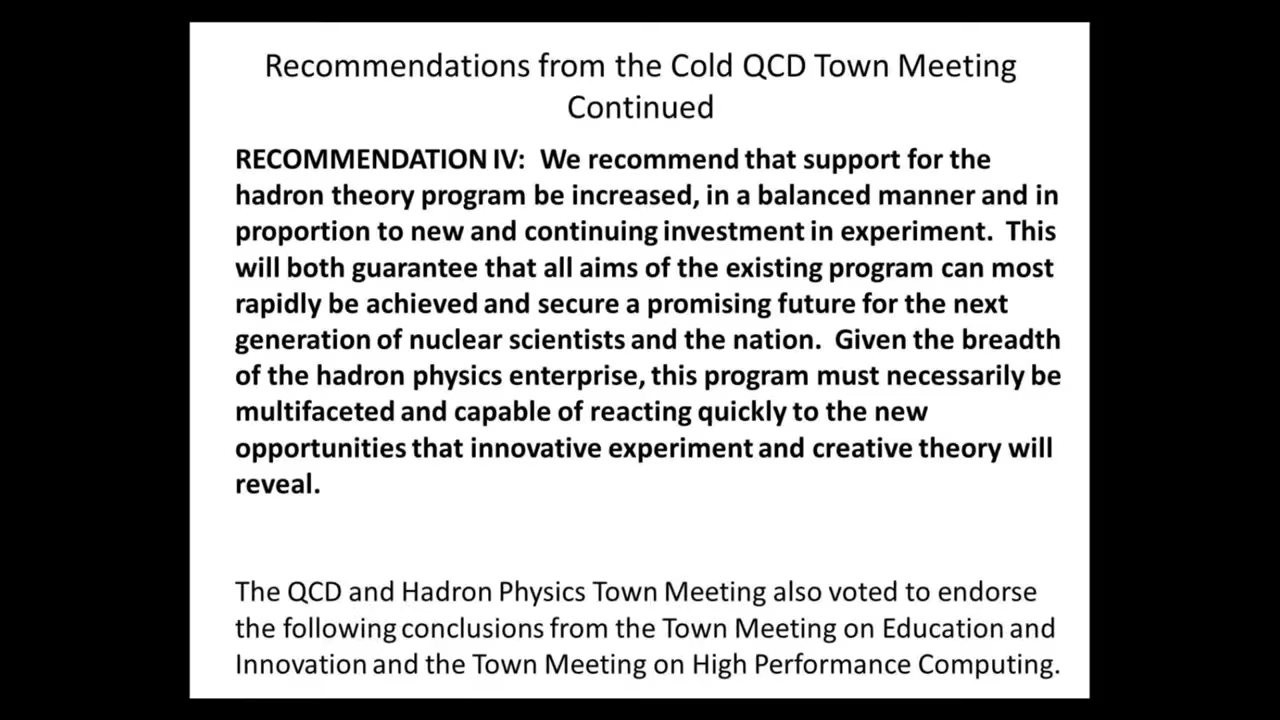 Recommendations from the Cold QCD Town Meeting
Continued
RECOMMENDATION IV: We recommend that support for the
hadron theory program be increased, in a balanced manner and in
proportion to new and continuing investment in experiment. This
will both guarantee that all aims of the existing program can most
rapidly be achieved and secure a promising future for the next
generation of nuclear scientists and the nation. Given the breadth
of the hadron physics enterprise, this program must necessarily be
multifaceted and capable of reacting quickly to the new
opportunities that innovative experiment and creative theory will
reveal.
The QCD and Hadron Physics Town Meeting also voted to endorse
the following conclusions from the Town Meeting on Education and
Innovation and the Town Meeting on High Performance Computing.